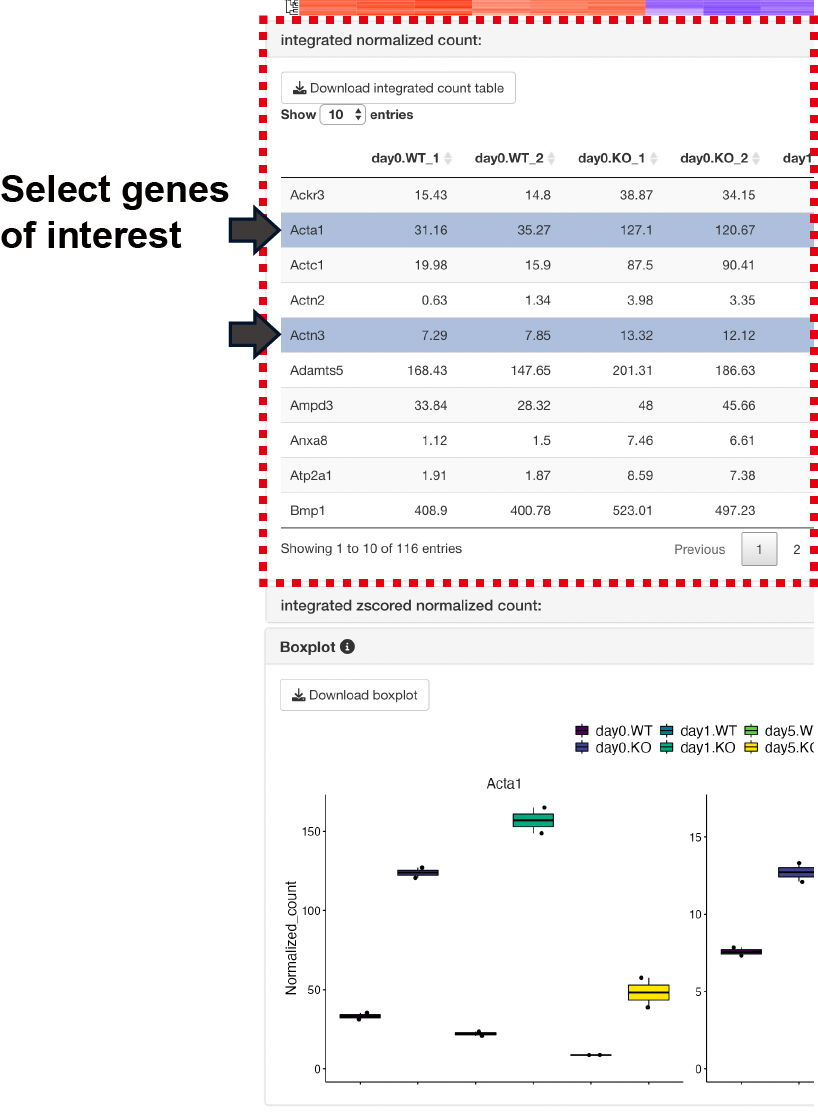 integrated normalized count:
Download integrated count table
Show 10 entries
day0.WT_1 day0.WT_2 day0.KO_1 day0.KO_2 day1
Select genes
of interest
Ackr3 15.43 14.8 38.87 34.15
Acta1 31.16 35.27 127.1 120.67
Actc1 19.98 15.9 87.5 90.41
Actn2 0.63 1.34 3.98 3.35
Actn3 7.29 7.85 13.32 12.12
Adamts5 168.43 147.65 201.31 186.63
Ampd3 33.84 28.32 48 45.66
Anxa8 1.12 1.5 7.46 6.61
Atp2a1 1.91 1.87 8.59 7.38
Bmp1 408.9 400.78 523.01 497.23
Showing 1 to 10 of 116 entries Previous 1 2
integrated zscored normalized count:
Boxplot
Download boxplot
day0.WT day1.WT day5.W
day0.KO day1.KO day5.K
Acta1
Normalized_count
150
100
50
0
15
10
5
0